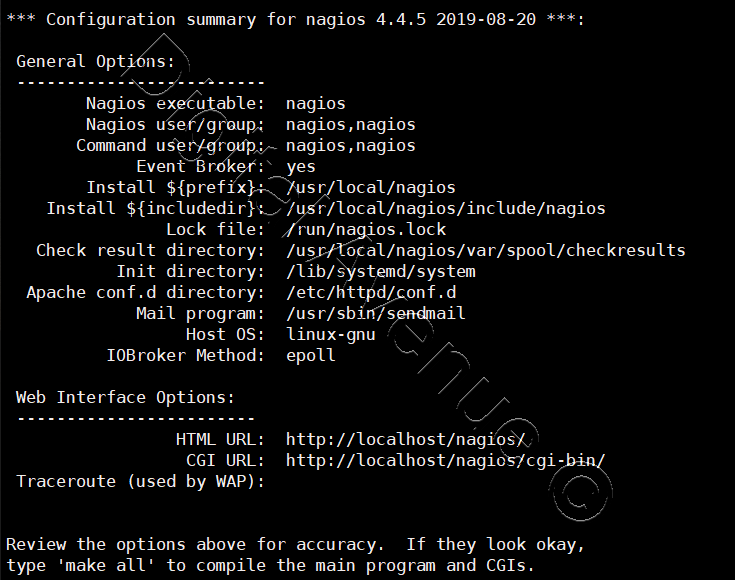 *** Configuration summary for nagios 4.4.5 2019-08-20 ***:
General Options:
-------------------------
Nagios executable:  nagios
Nagios user/group:  nagios,nagios
Command user/group:  nagios,nagios
Event Broker:  yes
Install ${prefix}:  /usr/local/nagios
Install ${includedir}:  /usr/local/nagios/include/nagios
Lock file:  /run/nagios.lock
Check result directory:  /usr/local/nagios/var/spool/checkresults
Init directory:  /lib/systemd/system
Apache conf.d directory:  /etc/httpd/conf.d
Mail program:  /usr/sbin/sendmail
Host OS:  linux-gnu
IOBroker Method:  epoll
Web Interface Options:
------------------------
HTML URL:  http://localhost/nagios/
CGI URL:  http://localhost/nagios/cgi-bin/
Traceroute (used by WAP):
Review the options above for accuracy.  If they look okay,
type 'make all' to compile the main program and CGIs.